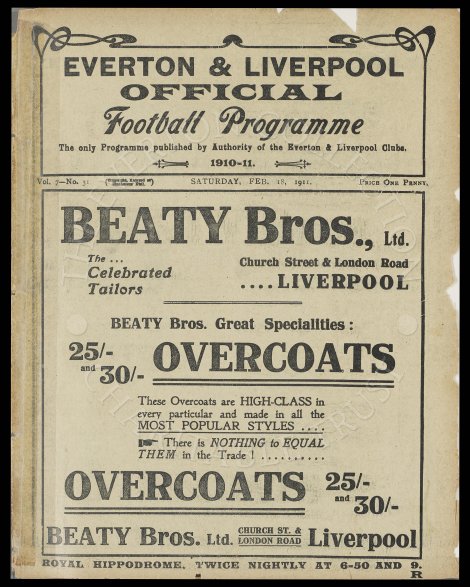 EVERTON & LIVERPOOL
OFFICIAL
Football Programme
The only Programme published by Authority of the Everton & Liverpool Clubs.
1910-11.
Vol. 7—No. 31
SATURDAY, FEB. 18, 1911.
PRICE ONE PENNY.
BEATY Bros., Ltd.
The ...
Celebrated
Tailors
Church Street & London Road
....LIVERPOOL
BEATY Bros. Great Specialities:
25/-
and 30/-
OVERCOATS
These Overcoats are HIGH-CLASS in
every particular and made in all the
MOST POPULAR STYLES ....
There is NOTHING to EQUAL
THEM in the Trade! ..........
OVERCOATS
25/-
and 30/-
BEATY Bros. Ltd. CHURCH ST. & LONDON ROAD Liverpool
ROYAL HIPPODROME. TWICE NIGHTLY AT 6-50 AND 9.
R